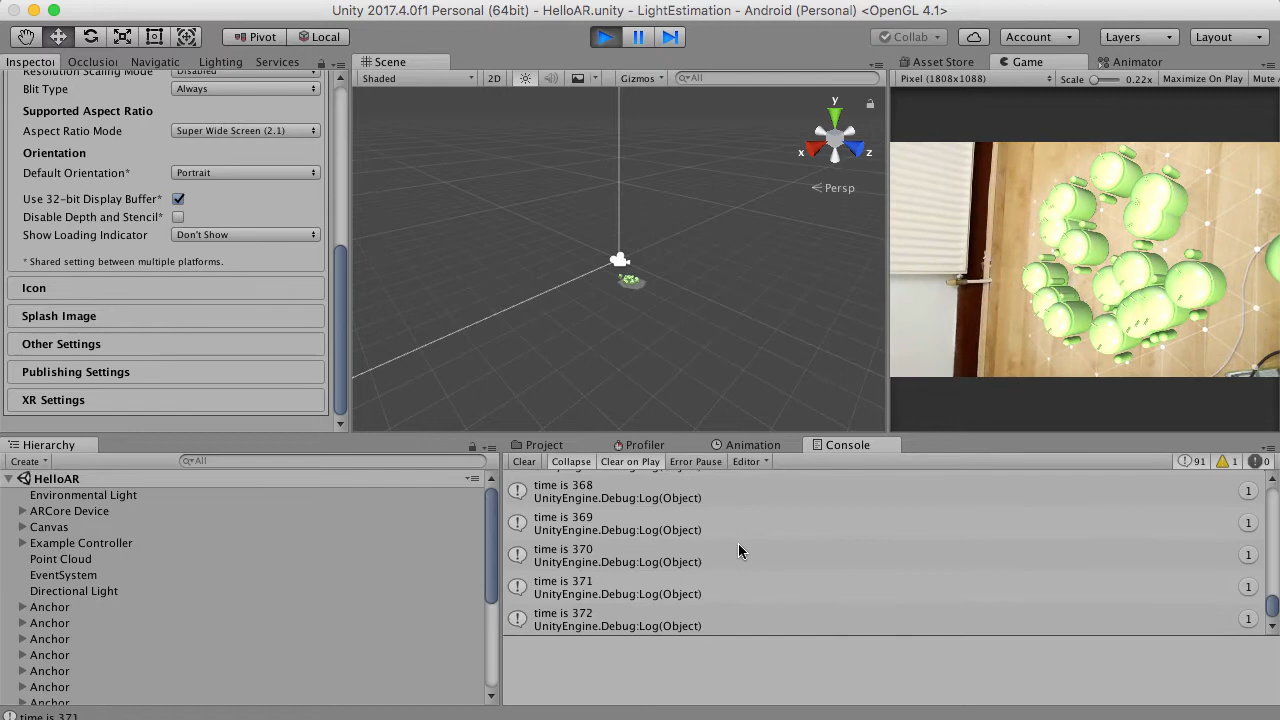 Unity 2017.4.0f1 Personal (64bit) - HelloAR.unity - LightEstimation - Android (Personal) <OpenGL 4.1>
Pivot Local Collab Account Layers Layout
Inspecto Occlusion Navigatic Lighting Services
Scene
Asset Store Game Animator
Shaded 2D Gizmos All
Pixel (1808x1088) Scale 0.22x Maximize On Play Mute
Resolution Scaling Mode Disabled
Blit Type Always
Supported Aspect Ratio
Aspect Ratio Mode Super Wide Screen (2.1)
Orientation
Default Orientation* Portrait
Use 32-bit Display Buffer*
Disable Depth and Stencil*
Show Loading Indicator Don't Show
* Shared setting between multiple platforms.
Icon
Splash Image
Other Settings
Publishing Settings
XR Settings
y
x z
Persp
Hierarchy
Create All
HelloAR
Environmental Light
ARCore Device
Canvas
Example Controller
Point Cloud
EventSystem
Directional Light
Anchor
Anchor
Anchor
Anchor
Anchor
Anchor
Anchor
Project Profiler Animation Console
Clear Collapse Clear on Play Error Pause Editor 91 1 0
time is 368
UnityEngine.Debug:Log(Object) 1
time is 369
UnityEngine.Debug:Log(Object) 1
time is 370
UnityEngine.Debug:Log(Object) 1
time is 371
UnityEngine.Debug:Log(Object) 1
time is 372
UnityEngine.Debug:Log(Object) 1
time is 371